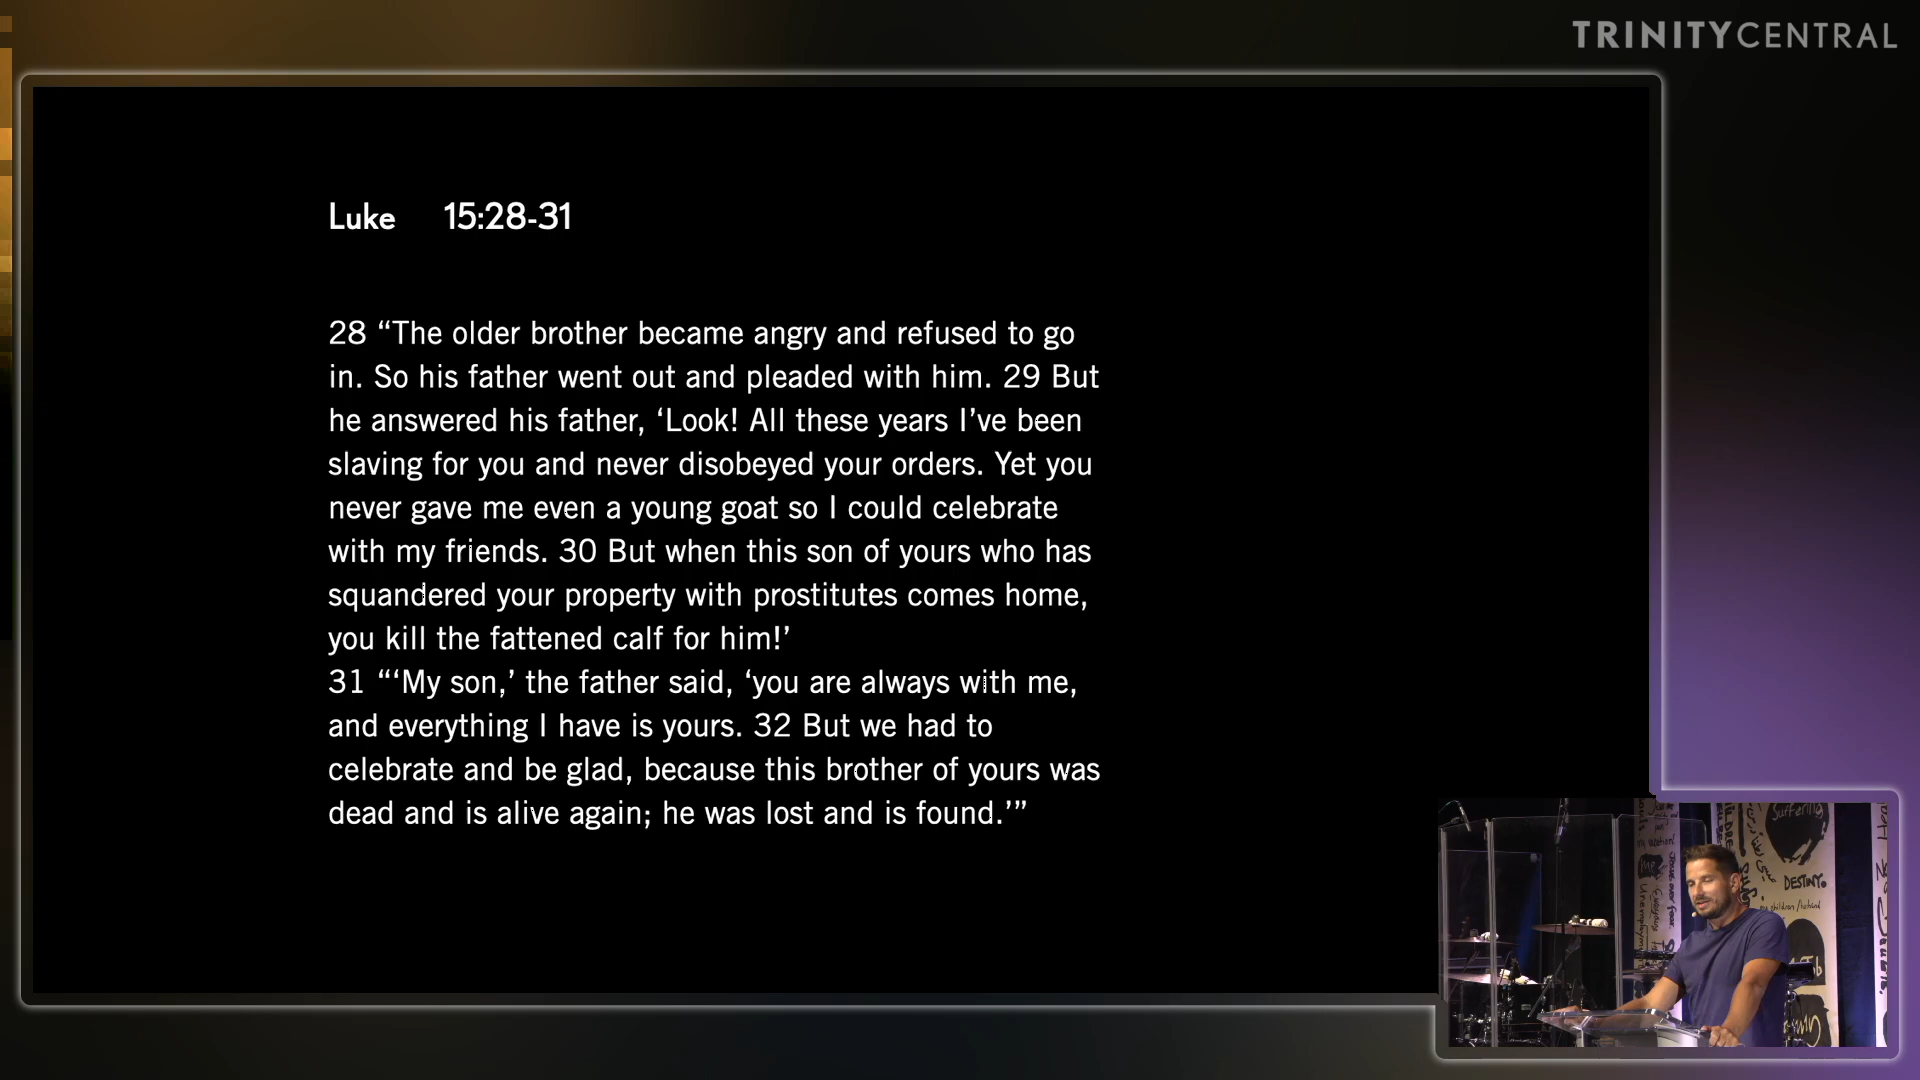 TRINITYCENTRAL
Luke 15:28-31
28 “The older brother became angry and refused to go
in. So his father went out and pleaded with him. 29 But
he answered his father, ‘Look! All these years I’ve been
slaving for you and never disobeyed your orders. Yet you
never gave me even a young goat so I could celebrate
with my friends. 30 But when this son of yours who has
squandered your property with prostitutes comes home,
you kill the fattened calf for him!’
31 “‘My son,’ the father said, ‘you are always with me,
and everything I have is yours. 32 But we had to
celebrate and be glad, because this brother of yours was
dead and is alive again; he was lost and is found.’”
Suffering
DESTINY.